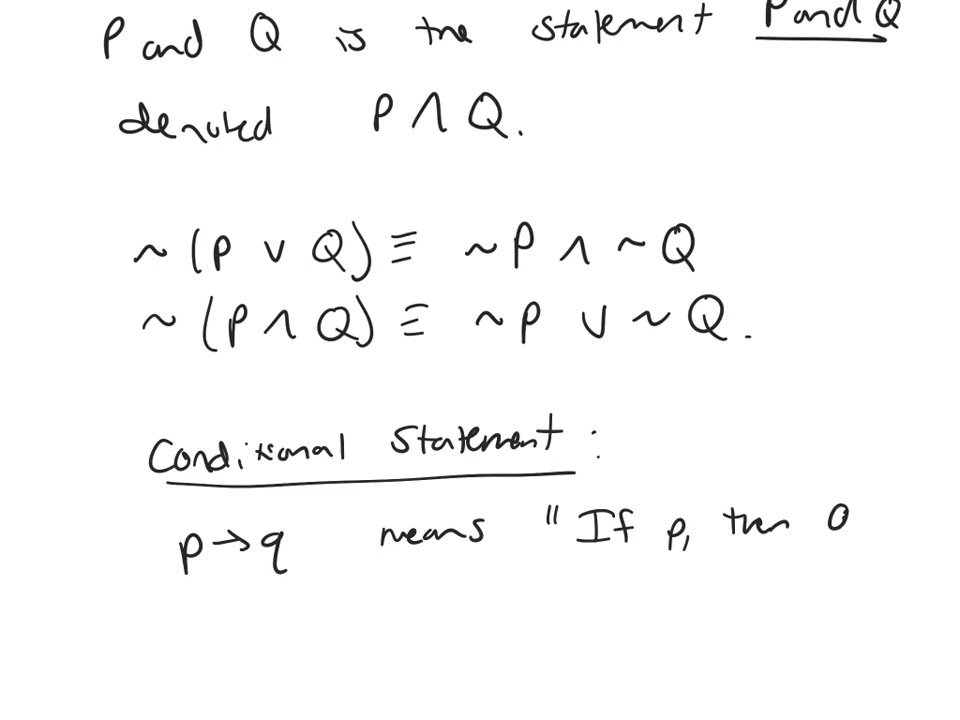 P and Q is the statement P and Q
denoted P ∧ Q.
~ (P ∨ Q) ≡ ~P ∧ ~Q
~ (P ∧ Q) ≡ ~P ∨ ~Q.
Conditional Statement:
p → q means "If p, then